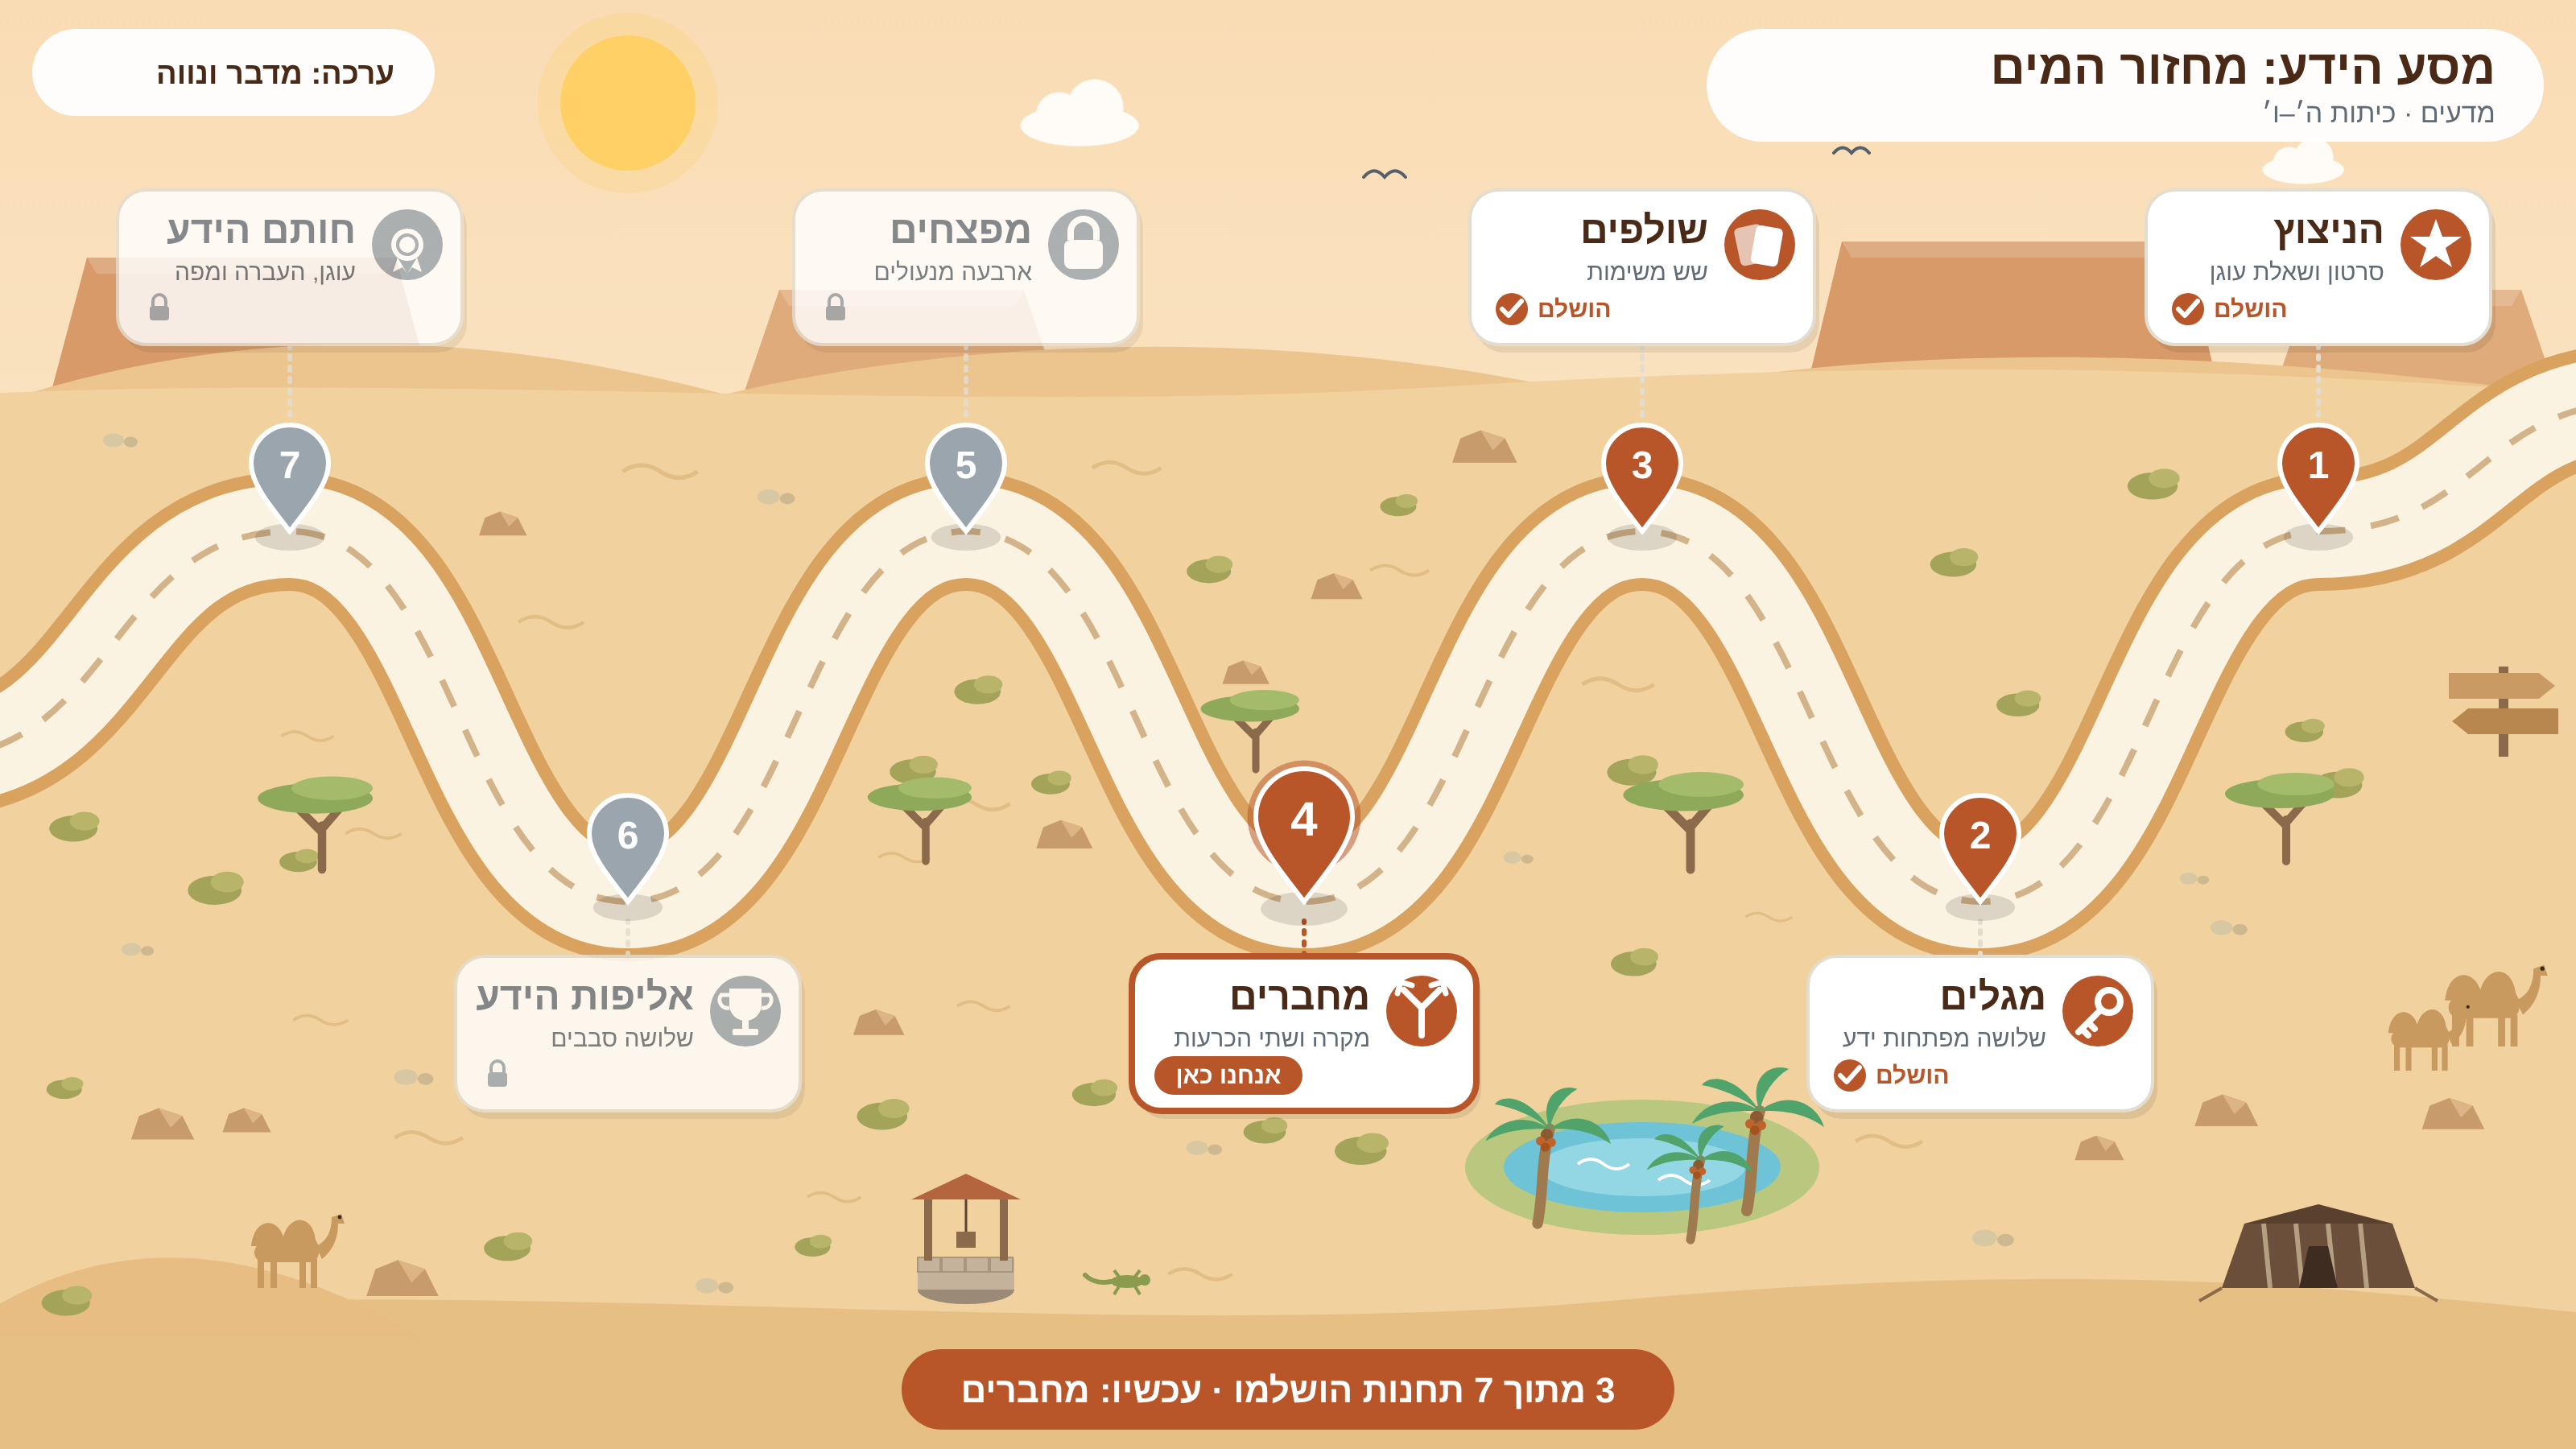 מסע הידע: מחזור המים
מדעים · כיתות ה׳–ו׳
ערכה: מדבר ונווה
הניצוץ
סרטון ושאלת עוגן
הושלם
שולפים
שש משימות
הושלם
מפצחים
ארבעה מנעולים
חותם הידע
עוגן, העברה ומפה
1
3
5
7
2
4
6
מגלים
שלושה מפתחות ידע
הושלם
מחברים
מקרה ושתי הכרעות
אנחנו כאן
אליפות הידע
שלושה סבבים
3 מתוך 7 תחנות הושלמו · עכשיו: מחברים